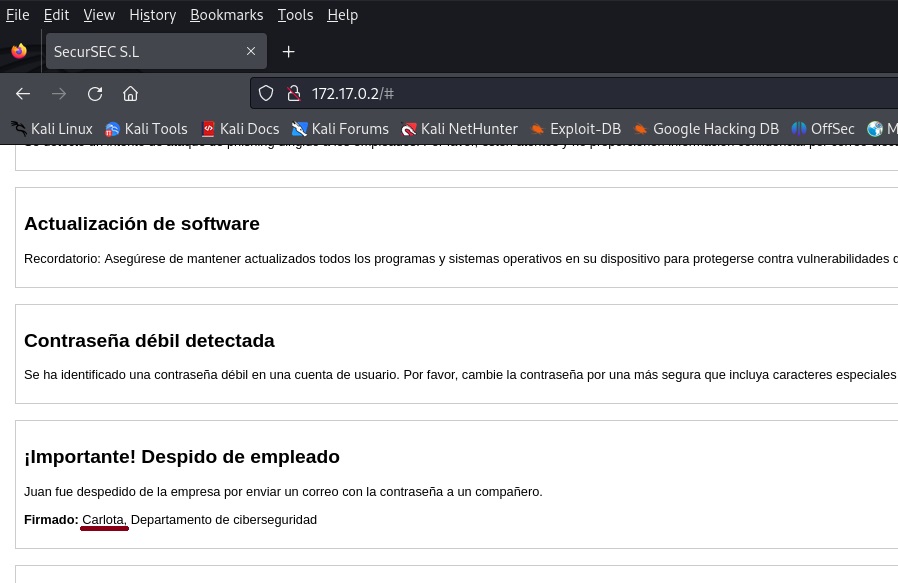 File Edit View History Bookmarks Tools Help
SecurSEC S.L
172.17.0.2/#
Kali Linux Kali Tools Kali Docs Kali Forums Kali NetHunter Exploit-DB Google Hacking DB OffSec M
Actualización de software
Recordatorio: Asegúrese de mantener actualizados todos los programas y sistemas operativos en su dispositivo para protegerse contra vulnerabilidades
Contraseña débil detectada
Se ha identificado una contraseña débil en una cuenta de usuario. Por favor, cambie la contraseña por una más segura que incluya caracteres especiales
¡Importante! Despido de empleado
Juan fue despedido de la empresa por enviar un correo con la contraseña a un compañero.
Firmado: Carlota, Departamento de ciberseguridad